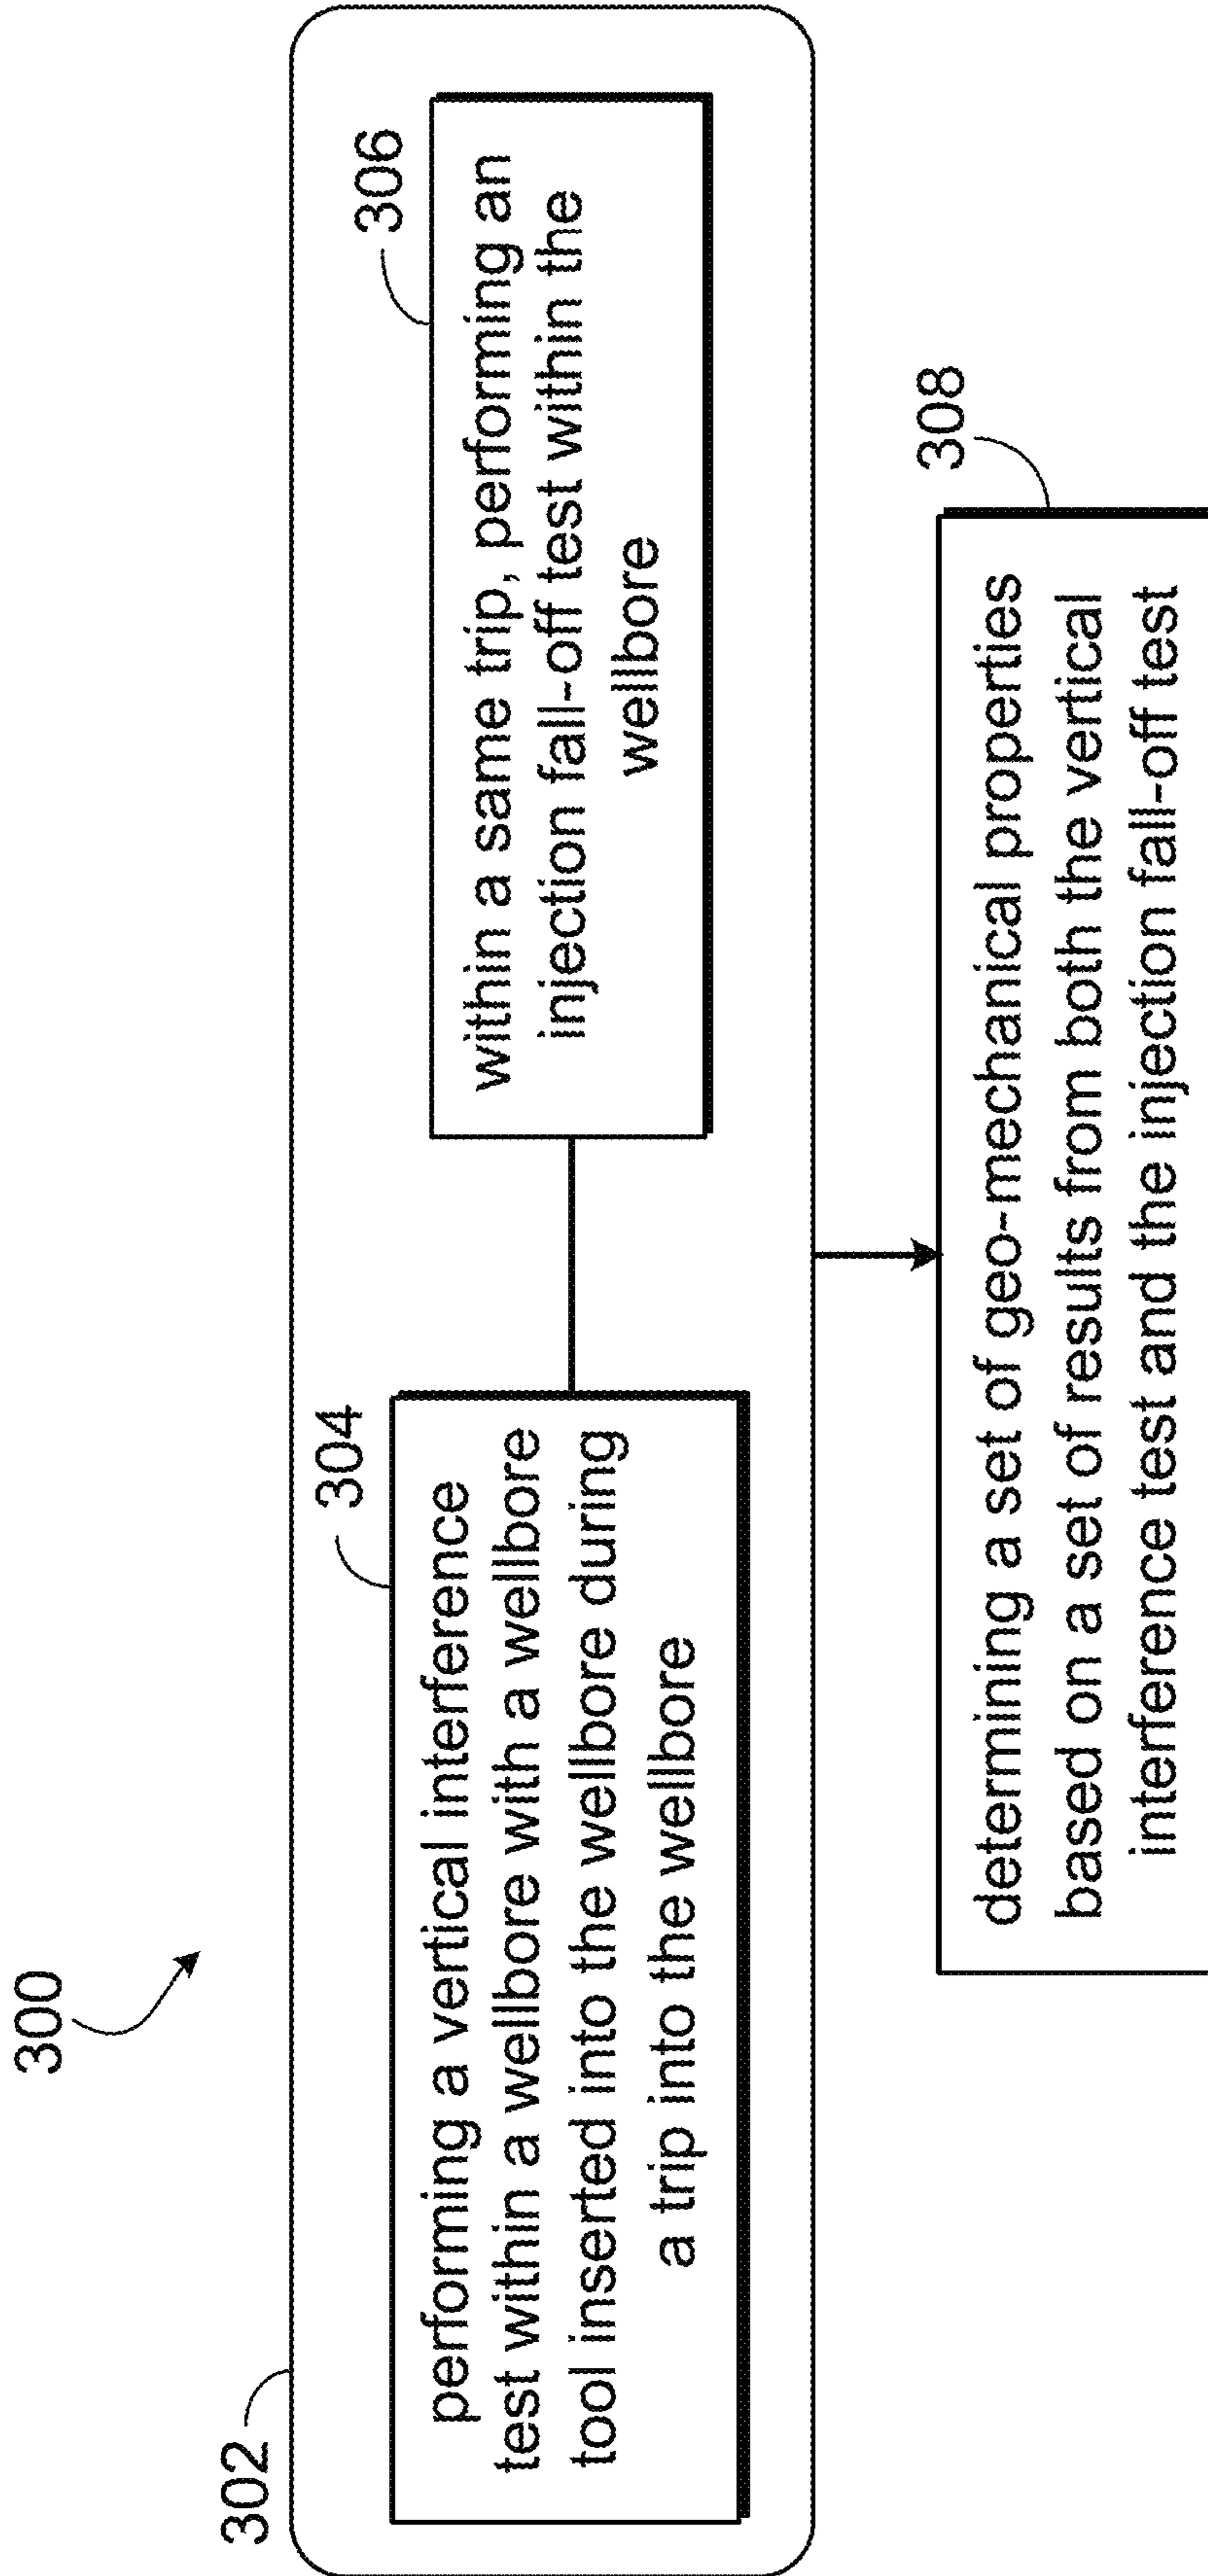 300
302
304
performing a vertical interference
test within a wellbore with a wellbore
tool inserted into the wellbore during
a trip into the wellbore
306
within a same trip, performing an
injection fall-off test within the
wellbore
308
determining a set of geo-mechanical properties
based on a set of results from both the vertical
interference test and the injection fall-off test